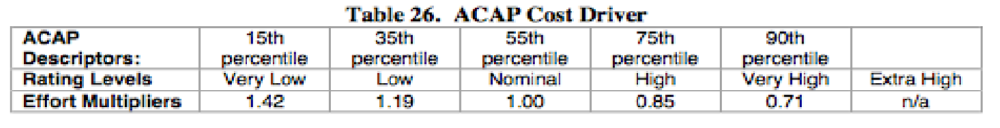 Table 26. ACAP Cost Driver
ACAP 15th 35th 55th 75th 90th
Descriptors: percentile percentile percentile percentile percentile
Rating Levels Very Low Low Nominal High Very High Extra High
Effort Multipliers 1.42 1.19 1.00 0.85 0.71 n/a